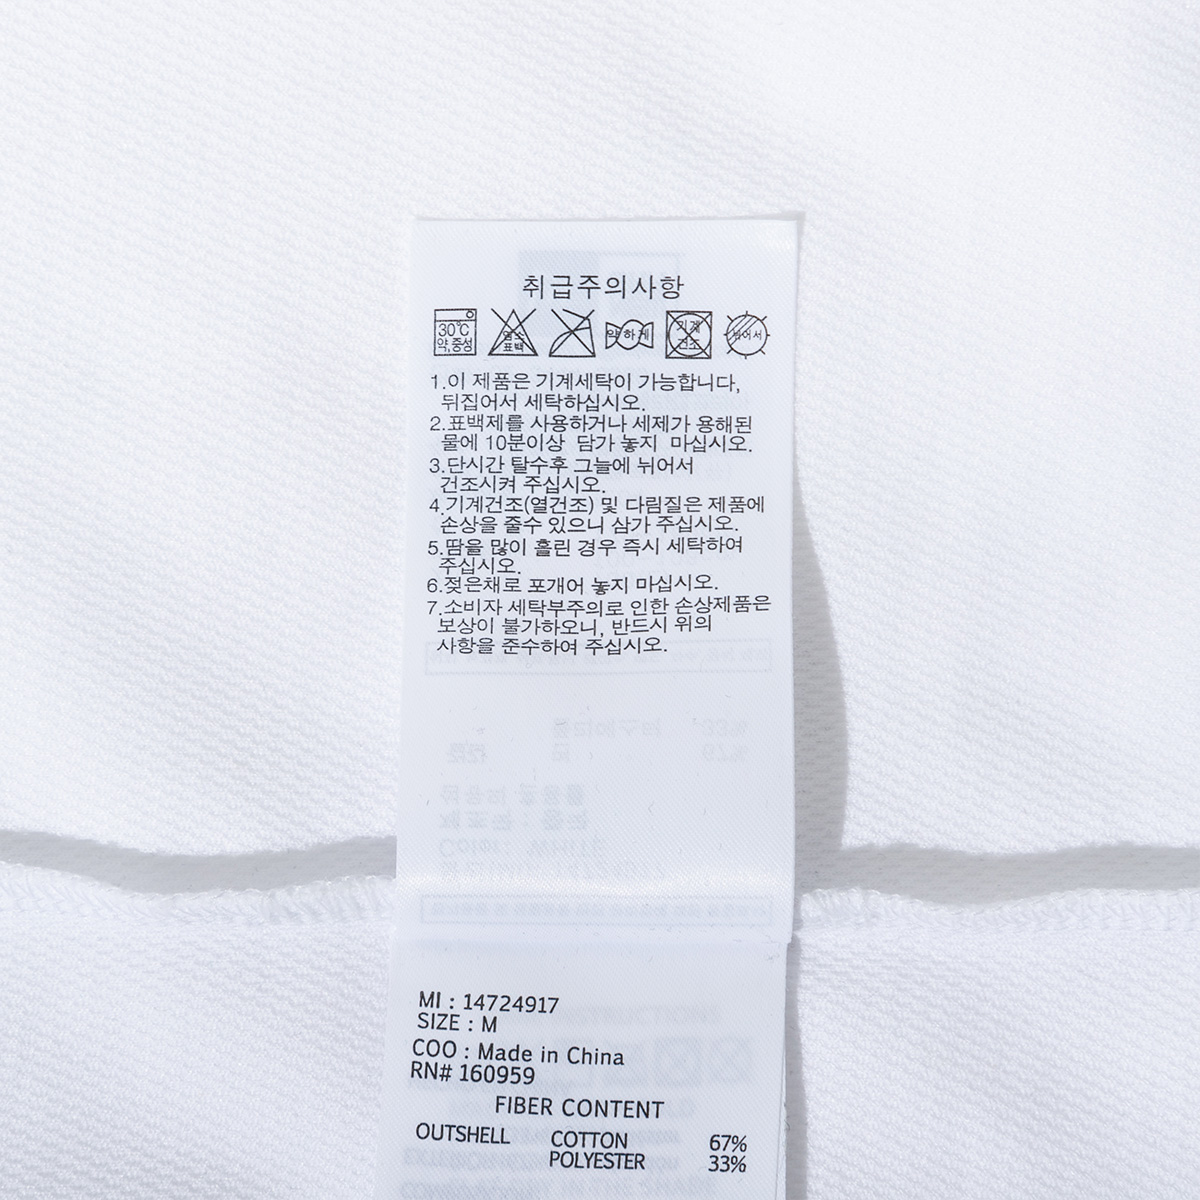 취급주의사항
30℃ 약,중성 염소 표백 약하게 기계 건조 뉘어서
1.이 제품은 기계세탁이 가능합니다,
뒤집어서 세탁하십시오.
2.표백제를 사용하거나 세제가 용해된
물에 10분이상 담가 놓지 마십시오.
3.단시간 탈수후 그늘에 뉘어서
건조시켜 주십시오.
4.기계건조(열건조) 및 다림질은 제품에
손상을 줄수 있으니 삼가 주십시오.
5.땀을 많이 흘린 경우 즉시 세탁하여
주십시오.
6.젖은채로 포개어 놓지 마십시오.
7.소비자 세탁부주의로 인한 손상제품은
보상이 불가하오니, 반드시 위의
사항을 준수하여 주십시오.
MI : 14724917
SIZE : M
COO : Made in China
RN# 160959
FIBER CONTENT
OUTSHELL COTTON 67%
POLYESTER 33%